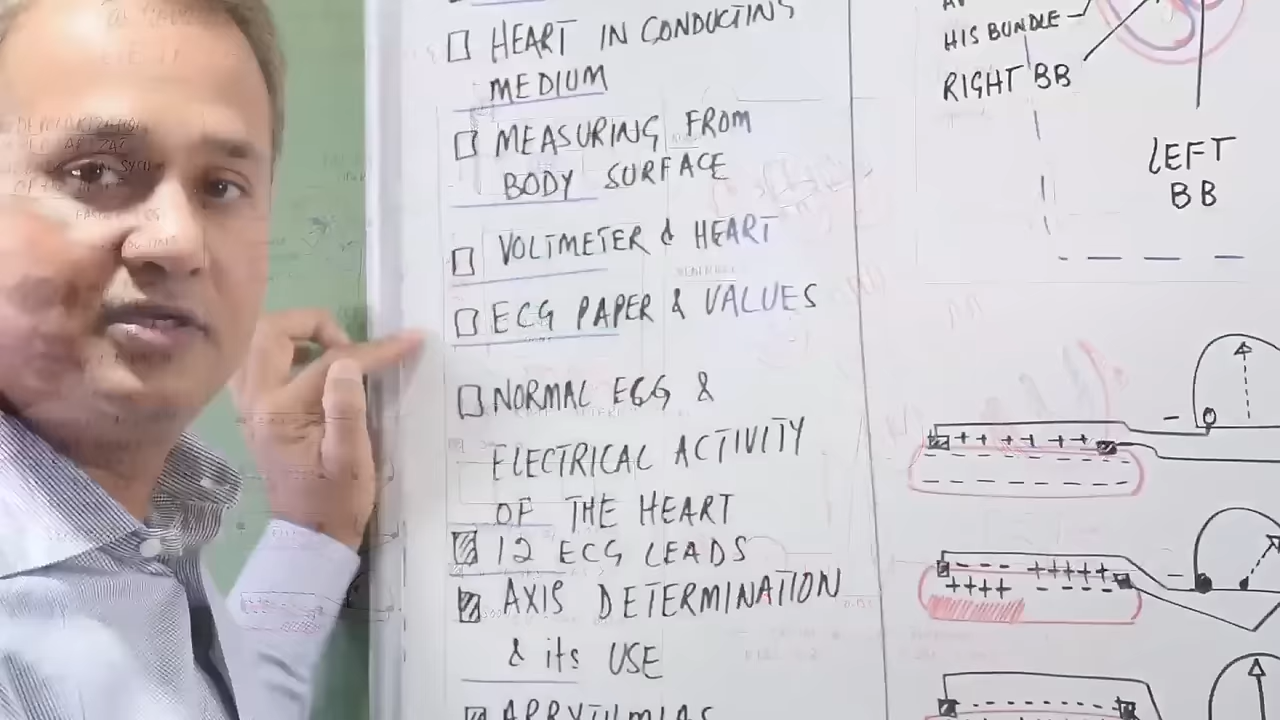 HEART IN CONDUCTING
MEDIUM
MEASURING FROM
BODY SURFACE
VOLTMETER & HEART
ECG PAPER & VALUES
NORMAL ECG &
ELECTRICAL ACTIVITY
OF THE HEART
12 ECG LEADS
AXIS DETERMINATION
& its USE
ARRYTHMIAS
HIS BUNDLE
RIGHT BB
LEFT
BB
- ++ ++ ++
- - - - - -
- - - - +++++
++++ - - - -